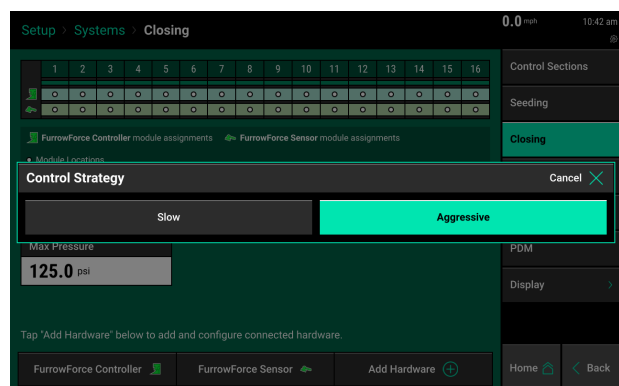 Setup > Systems > Closing
0.0 mph 10:42 am
1 2 3 4 5 6 7 8 9 10 11 12 13 14 15 16
Control Sections
Seeding
FurrowForce Controller module assignments FurrowForce Sensor module assignments
Closing
• Module Locations
Control Strategy
Cancel
Slow
Aggressive
Max Pressure
PDM
125.0 psi
Display >
Tap "Add Hardware" below to add and configure connected hardware.
FurrowForce Controller
FurrowForce Sensor
Add Hardware
Home
< Back